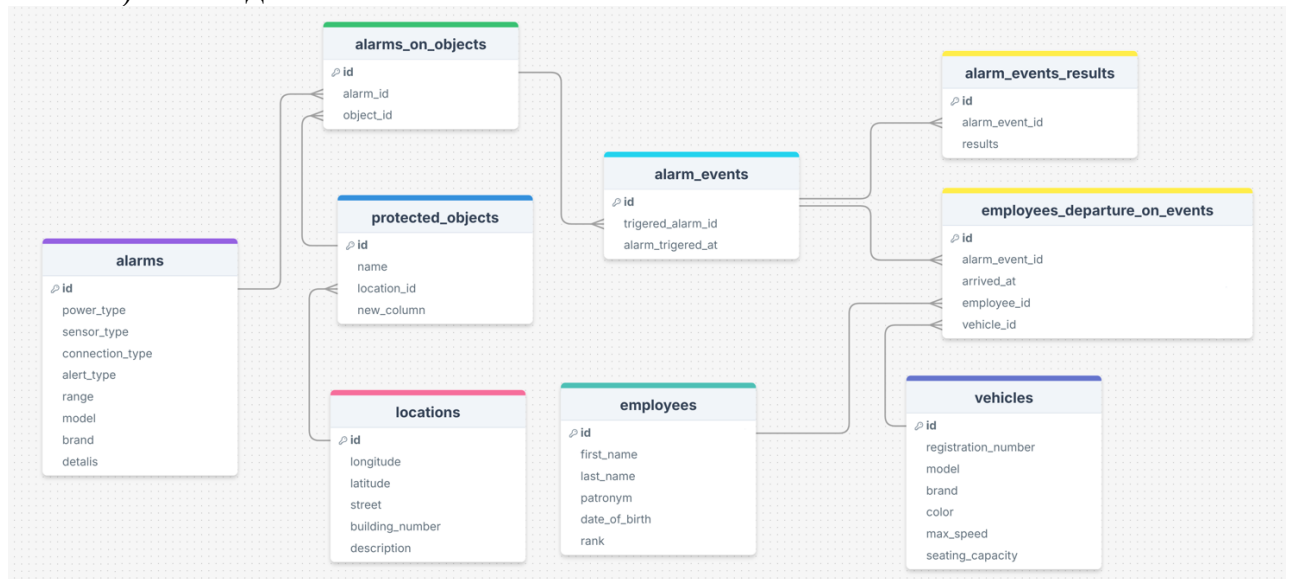 alarms_on_objects
id
alarm_id
object_id
alarm_events_results
id
alarm_event_id
results
alarm_events
id
trigered_alarm_id
alarm_trigered_at
employees_departure_on_events
id
alarm_event_id
arrived_at
employee_id
vehicle_id
protected_objects
id
name
location_id
new_column
alarms
id
power_type
sensor_type
connection_type
alert_type
range
model
brand
detalis
locations
id
longitude
latitude
street
building_number
description
employees
id
first_name
last_name
patronym
date_of_birth
rank
vehicles
id
registration_number
model
brand
color
max_speed
seating_capacity